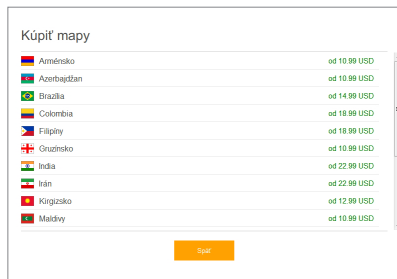 Kúpiť mapy
Arménsko od 10.99 USD
Azerbajdžan od 10.99 USD
Brazília od 14.99 USD
Colombia od 18.99 USD
Filipíny od 18.99 USD
Gruzínsko od 10.99 USD
India od 22.99 USD
Irán od 22.99 USD
Kirgizsko od 12.99 USD
Maldivy od 10.99 USD
Späť